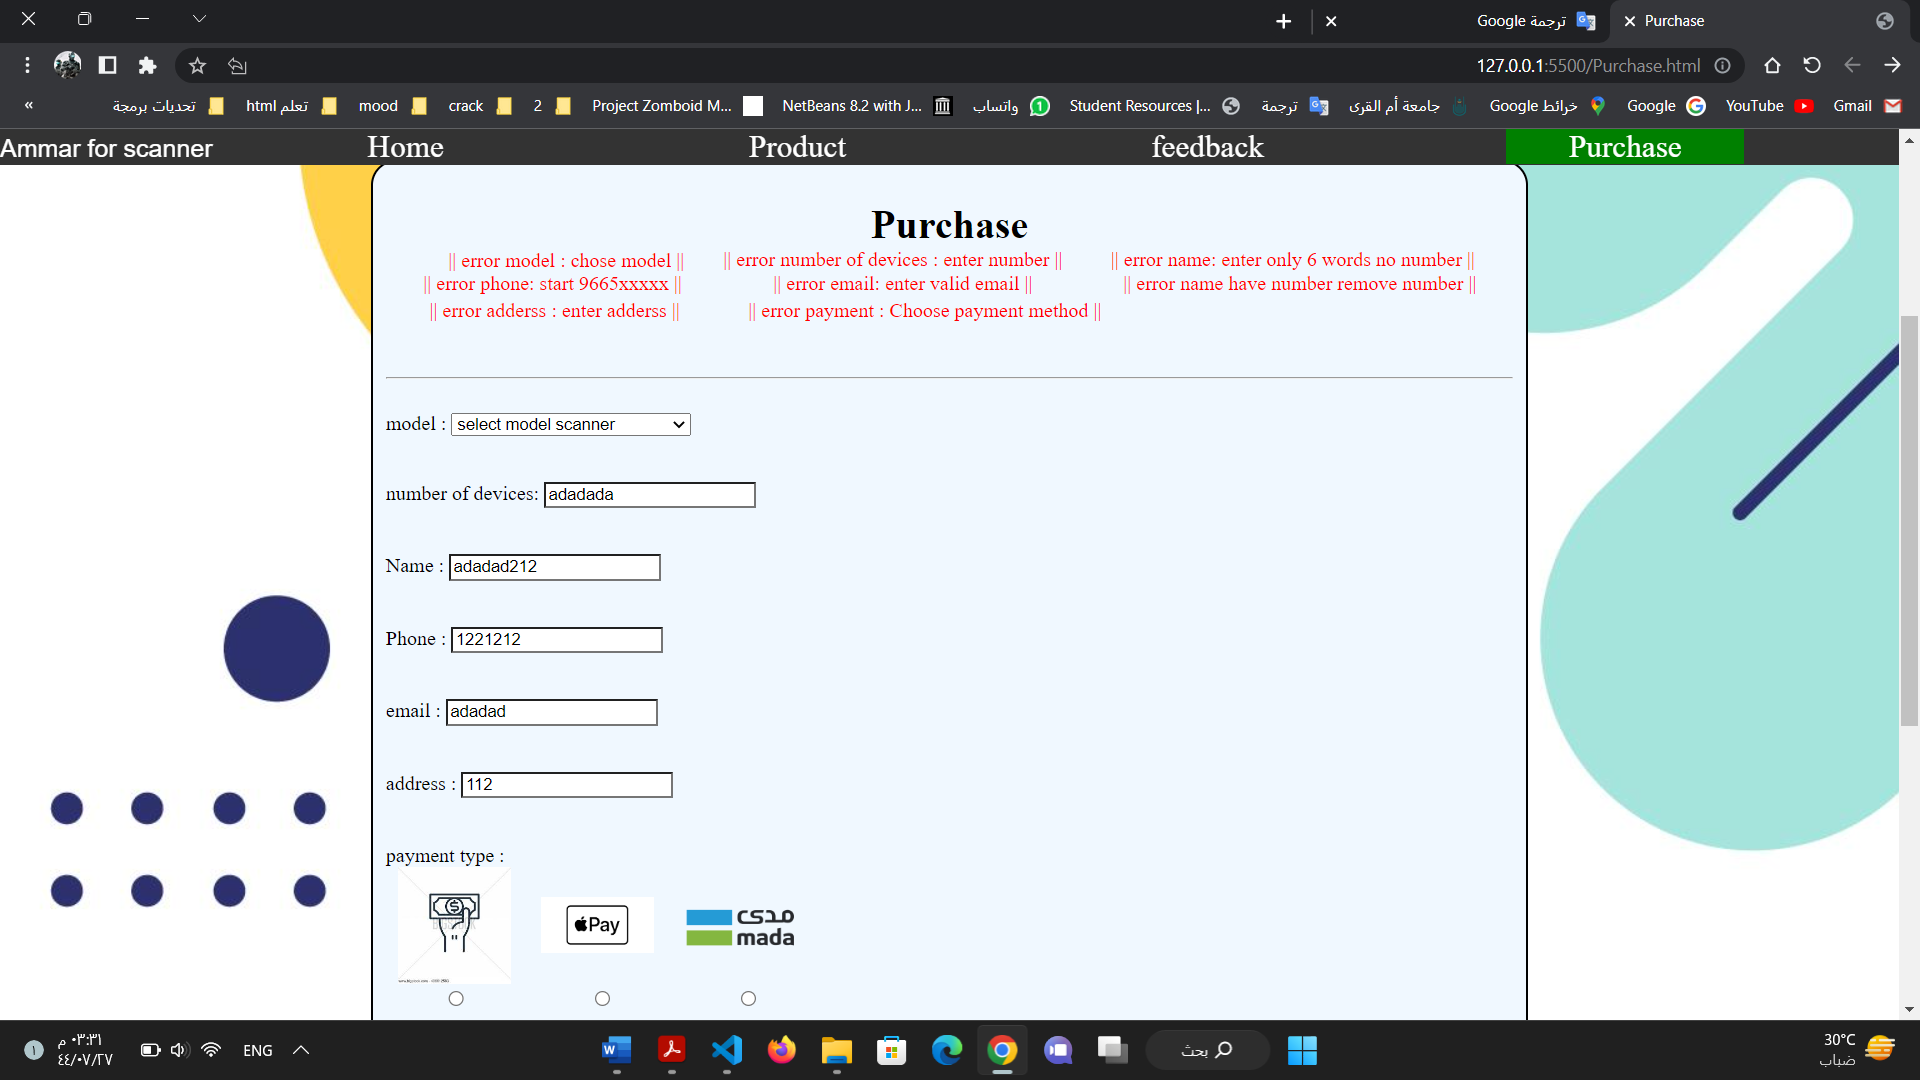 ترجمة Google
Purchase
127.0.0.1:5500/Purchase.html
« تحديات برمجة تعلم html mood crack 2 Project Zomboid M... NetBeans 8.2 with J... واتساب Student Resources |... ترجمة جامعة أم القرى خرائط Google Google YouTube Gmail
Ammar for scanner Home Product feedback Purchase
Purchase
|| error model : chose model || || error number of devices : enter number || || error name: enter only 6 words no number ||
|| error phone: start 9665xxxxx || || error email: enter valid email || || error name have number remove number ||
|| error adderss : enter adderss || || error payment : Choose payment method ||
model : select model scanner
number of devices: adadada
Name : adadad212
Phone : 1221212
email : adadad
address : 112
payment type :
Pay
مدى
mada
١ ٠٣:٣١ م
٤٤/٠٧/٢٧
ENG
بحث
30°C
ضباب